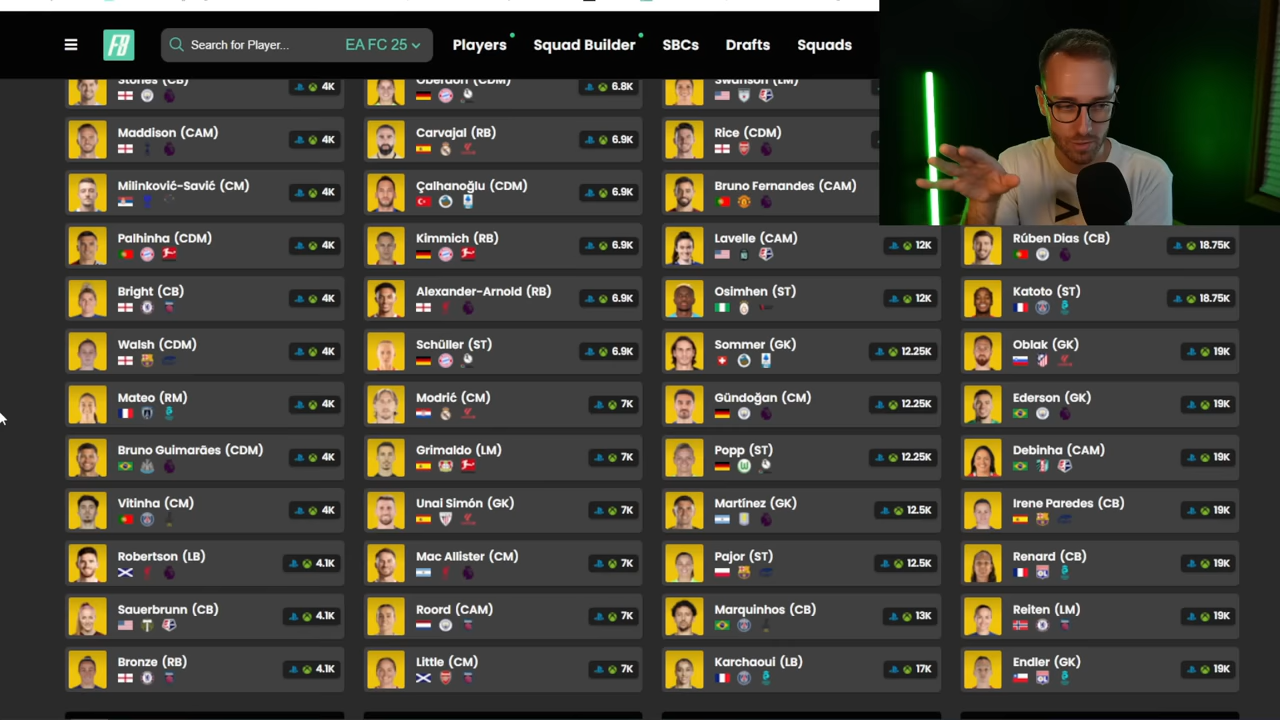 FB
Search for Player...
EA FC 25
Players
Squad Builder
SBCs
Drafts
Squads
Stones (CB)
4K
Maddison (CAM)
4K
Milinković-Savić (CM)
4K
Palhinha (CDM)
4K
Bright (CB)
4K
Walsh (CDM)
4K
Mateo (RM)
4K
Bruno Guimarães (CDM)
4K
Vitinha (CM)
4K
Robertson (LB)
4.1K
Sauerbrunn (CB)
4.1K
Bronze (RB)
4.1K
Oberdorf (CDM)
6.8K
Carvajal (RB)
6.9K
Çalhanoğlu (CDM)
6.9K
Kimmich (RB)
6.9K
Alexander-Arnold (RB)
6.9K
Schüller (ST)
6.9K
Modrić (CM)
7K
Grimaldo (LM)
7K
Unai Simón (GK)
7K
Mac Allister (CM)
7K
Roord (CAM)
7K
Little (CM)
7K
Swanson (LM)
Rice (CDM)
Bruno Fernandes (CAM)
Lavelle (CAM)
12K
Osimhen (ST)
12K
Sommer (GK)
12.25K
Gündoğan (CM)
12.25K
Popp (ST)
12.25K
Martínez (GK)
12.5K
Pajor (ST)
12.5K
Marquinhos (CB)
13K
Karchaoui (LB)
17K
Rúben Dias (CB)
18.75K
Katoto (ST)
18.75K
Oblak (GK)
19K
Ederson (GK)
19K
Debinha (CAM)
19K
Irene Paredes (CB)
19K
Renard (CB)
19K
Reiten (LM)
19K
Endler (GK)
19K